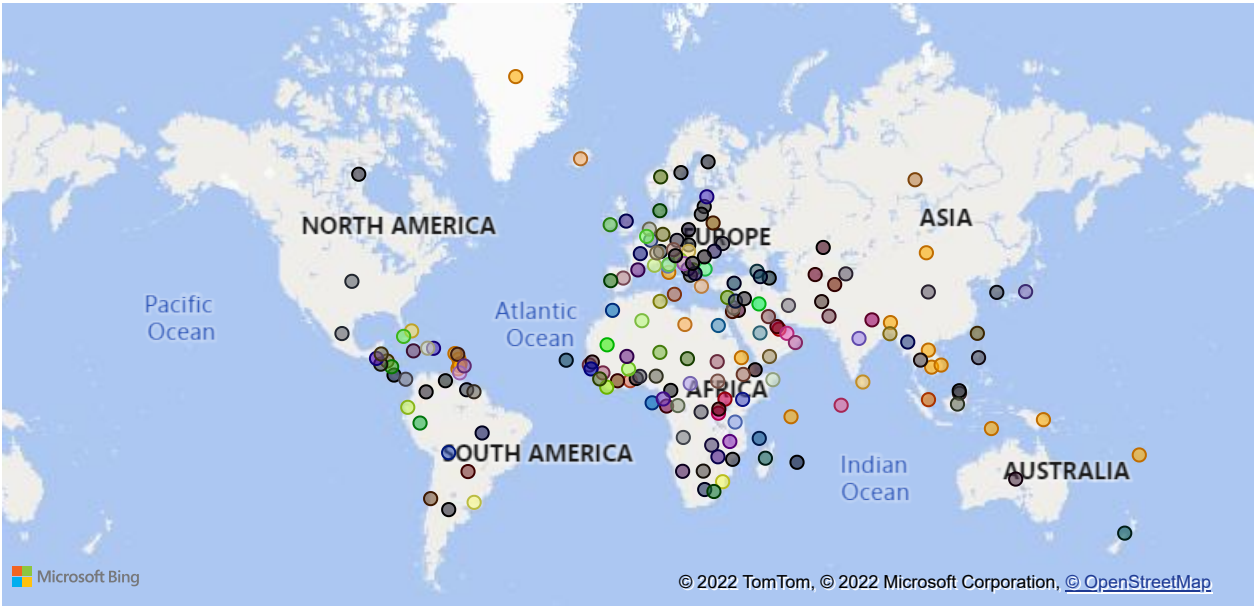 NORTH AMERICA
EUROPE
ASIA
Pacific
Ocean
Atlantic
Ocean
AFRICA
SOUTH AMERICA
Indian
Ocean
AUSTRALIA
Microsoft Bing
© 2022 TomTom, © 2022 Microsoft Corporation, © OpenStreetMap